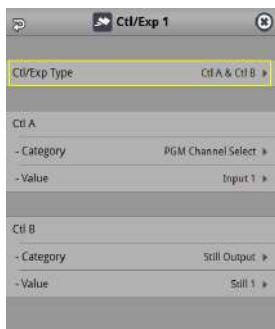 Ctl/Exp 1
Ctl/Exp Type Ctl A & Ctl B
Ctl A
- Category PGM Channel Select
- Value Input 1
Ctl B
- Category Still Output
- Value Still 1